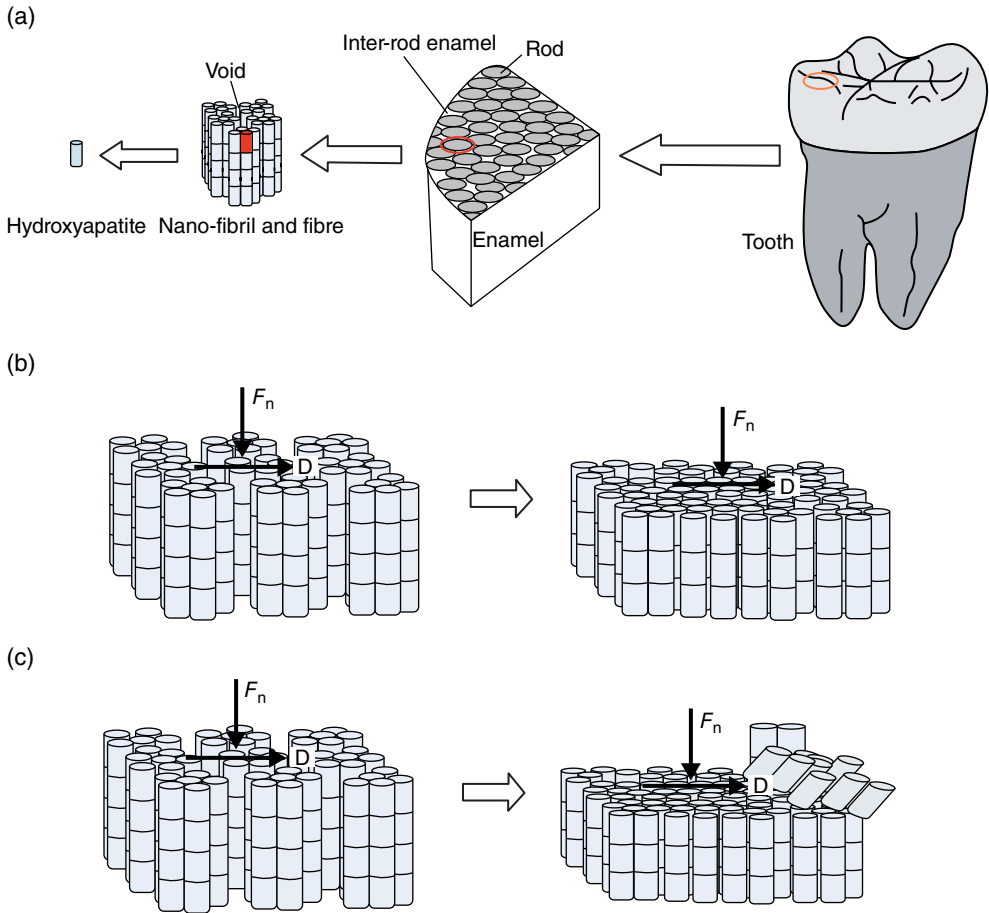 (a)
Inter-rod enamel
Rod
Void
Hydroxyapatite
Nano-fibril and fibre
Enamel
Tooth
(b)
Fn
D
Fn
D
(c)
Fn
D
Fn
D